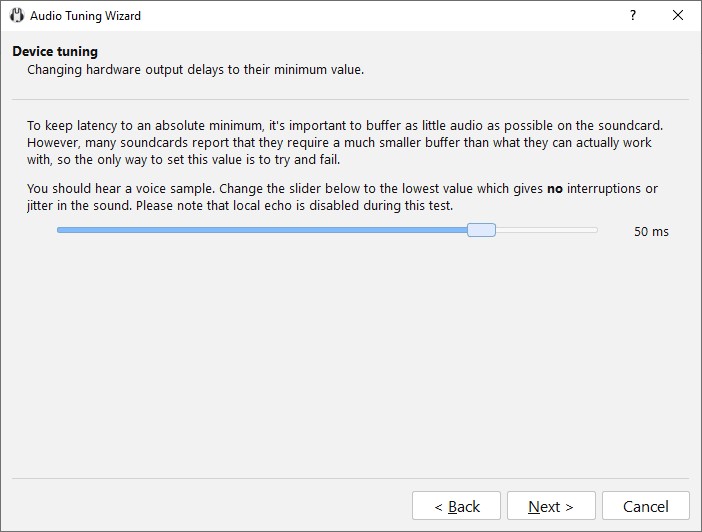 Audio Tuning Wizard
?
Device tuning
Changing hardware output delays to their minimum value.
To keep latency to an absolute minimum, it's important to buffer as little audio as possible on the soundcard.
However, many soundcards report that they require a much smaller buffer than what they can actually work
with, so the only way to set this value is to try and fail.
You should hear a voice sample. Change the slider below to the lowest value which gives no interruptions or
jitter in the sound. Please note that local echo is disabled during this test.
50 ms
< Back
Next >
Cancel